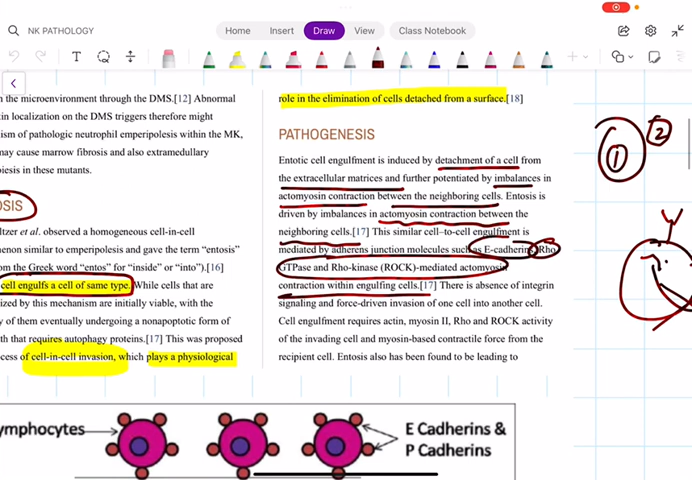 NK PATHOLOGY
Home Insert Draw View Class Notebook
n the microenvironment through the DMS.[12] Abnormal
in localization on the DMS triggers therefore might
ism of pathologic neutrophil emperipolesis within the MK,
may cause marrow fibrosis and also extramedullary
iesis in these mutants.
OSIS
ltzer et al. observed a homogeneous cell-in-cell
menon similar to emperipolesis and gave the term “entosis”
om the Greek word “entos” for “inside” or “into”).[16]
cell engulfs a cell of same type. While cells that are
ized by this mechanism are initially viable, with the
y of them eventually undergoing a nonapoptotic form of
th that requires autophagy proteins.[17] This was proposed
cess of cell-in-cell invasion, which plays a physiological
role in the elimination of cells detached from a surface.[18]
PATHOGENESIS
Entotic cell engulfment is induced by detachment of a cell from
the extracellular matrices and further potentiated by imbalances in
actomyosin contraction between the neighboring cells. Entosis is
driven by imbalances in actomyosin contraction between the
neighboring cells.[17] This similar cell-to-cell engulfment is
mediated by adherens junction molecules such as E-cadherin, Rho
GTPase and Rho-kinase (ROCK)-mediated actomyosin
contraction within engulfing cells.[17] There is absence of integrin
signaling and force-driven invasion of one cell into another cell.
Cell engulfment requires actin, myosin II, Rho and ROCK activity
of the invading cell and myosin-based contractile force from the
recipient cell. Entosis also has been found to be leading to
1 2
ymphocytes
E Cadherins &
P Cadherins